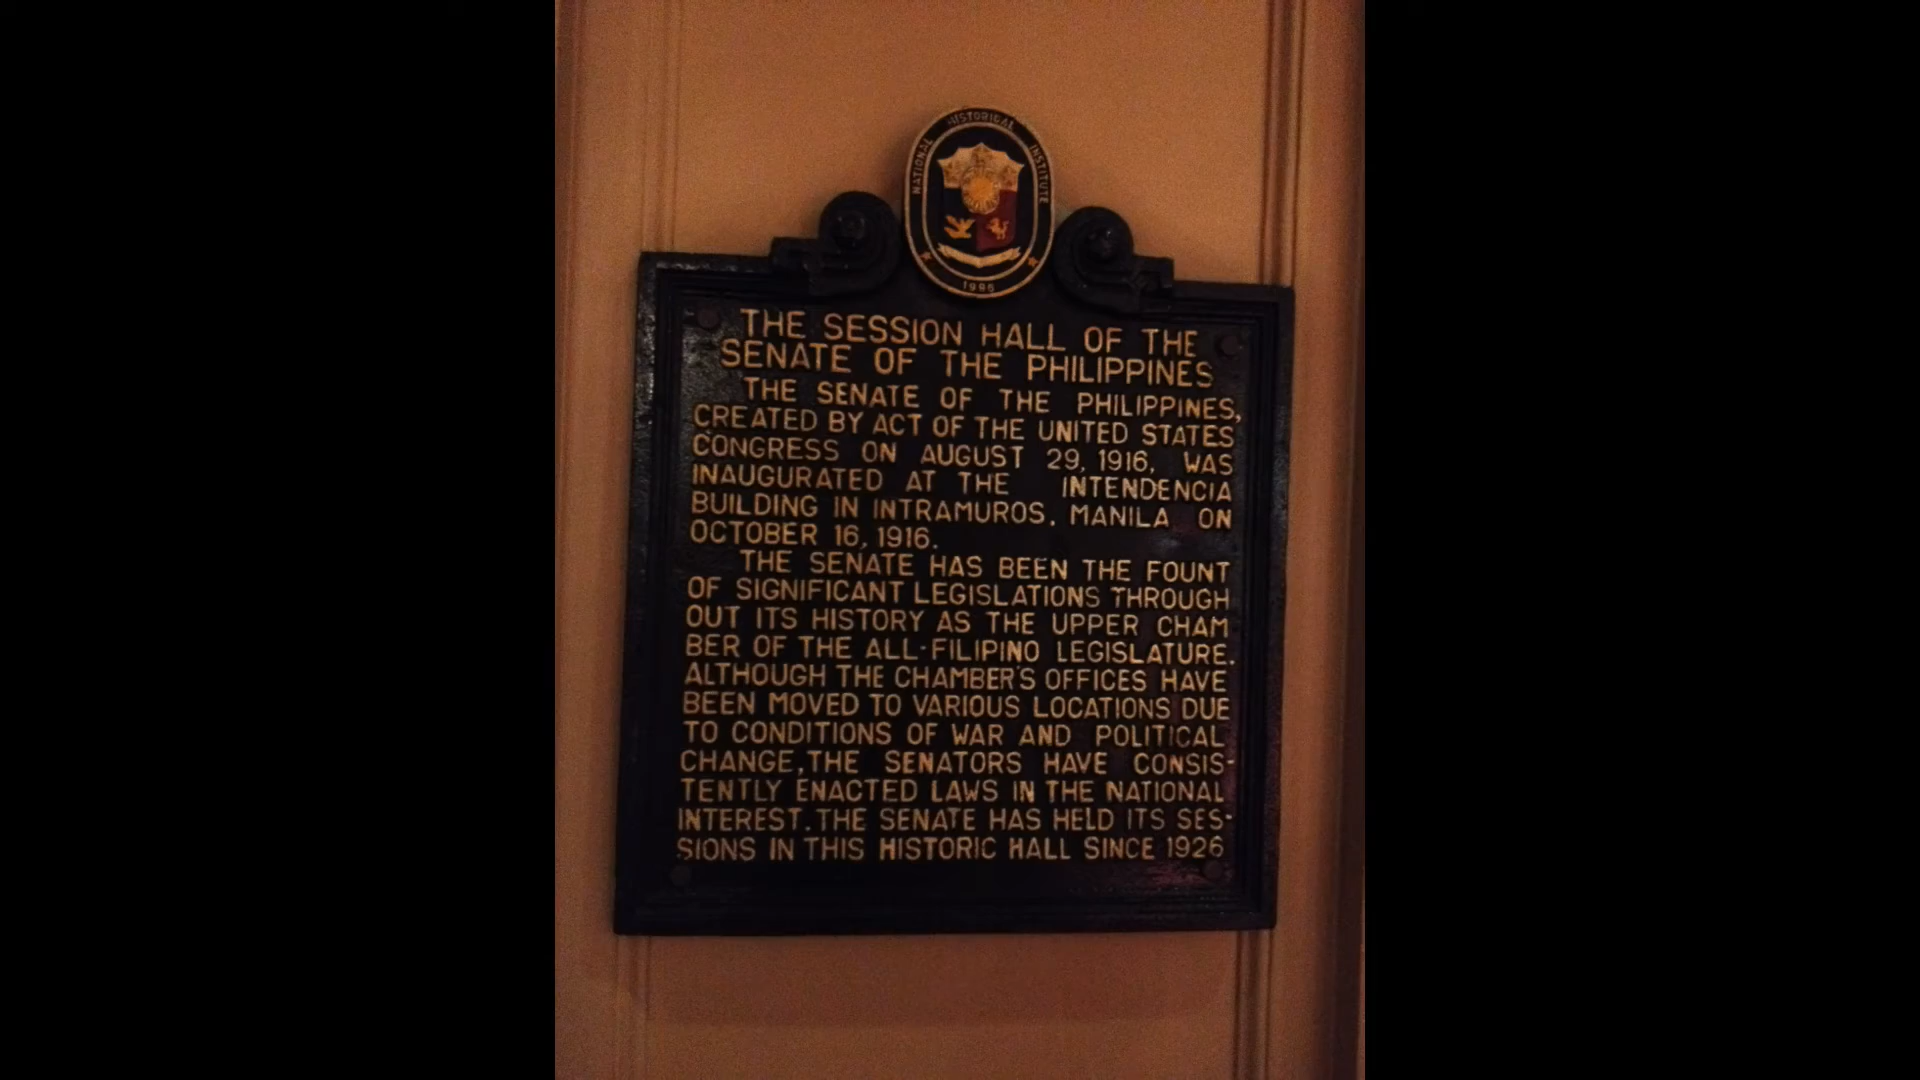 NATIONAL HISTORICAL INSTITUTE
1996
THE SESSION HALL OF THE
SENATE OF THE PHILIPPINES
THE SENATE OF THE PHILIPPINES,
CREATED BY ACT OF THE UNITED STATES
CONGRESS ON AUGUST 29, 1916, WAS
INAUGURATED AT THE INTENDENCIA
BUILDING IN INTRAMUROS, MANILA ON
OCTOBER 16, 1916.
THE SENATE HAS BEEN THE FOUNT
OF SIGNIFICANT LEGISLATIONS THROUGH
OUT ITS HISTORY AS THE UPPER CHAM
BER OF THE ALL-FILIPINO LEGISLATURE.
ALTHOUGH THE CHAMBER'S OFFICES HAVE
BEEN MOVED TO VARIOUS LOCATIONS DUE
TO CONDITIONS OF WAR AND POLITICAL
CHANGE, THE SENATORS HAVE CONSIS-
TENTLY ENACTED LAWS IN THE NATIONAL
INTEREST. THE SENATE HAS HELD ITS SES-
SIONS IN THIS HISTORIC HALL SINCE 1926